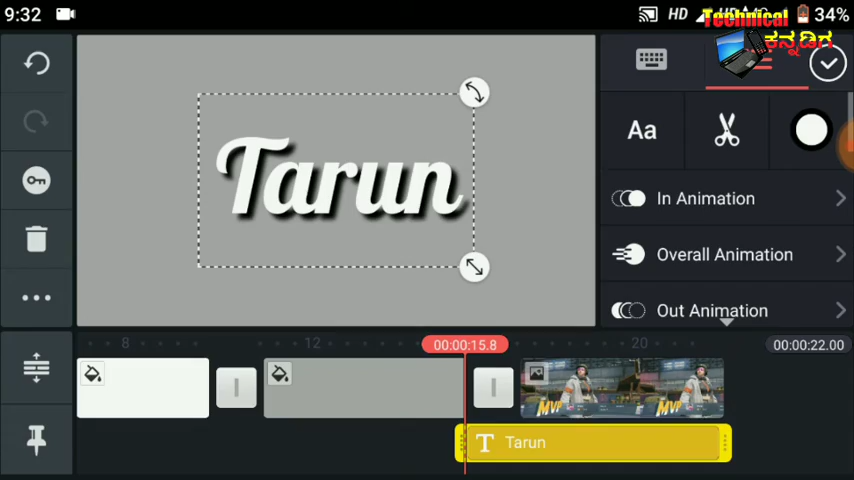 9:32
HD
34%
Technical
ಕನ್ನಡಿಗ
Tarun
Aa
In Animation
Overall Animation
Out Animation
8
12
00:00:15.8
20
00:00:22.00
MVP
MVP
T Tarun